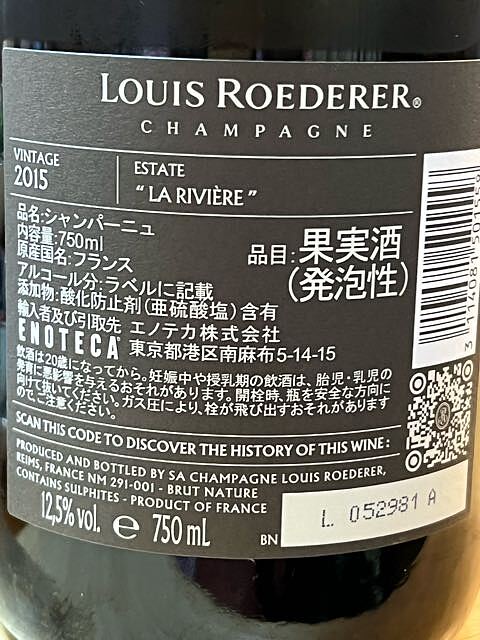 LOUIS ROEDERER®
CHAMPAGNE
VINTAGE
2015
ESTATE
“LA RIVIÈRE”
品名:シャンパーニュ
内容量:750ml
原産国名:フランス
アルコール分:ラベルに記載
添加物:酸化防止剤(亜硫酸塩)含有
品目:果実酒
(発泡性)
輸入者及び引取先 エノテカ株式会社
ENOTECA 東京都港区南麻布5-14-15
飲酒は20歳になってから。妊娠中や授乳期の飲酒は、胎児・乳児の
発育に悪影響を与えるおそれがあります。開栓時、瓶を安全な方向に
向けて抜いてください。ガス圧により、栓が飛び出すおそれがあります
のでご注意ください。
SCAN THIS CODE TO DISCOVER THE HISTORY OF THIS WINE:
PRODUCED AND BOTTLED BY SA CHAMPAGNE LOUIS ROEDERER,
REIMS, FRANCE NM 291-001 - BRUT NATURE
CONTAINS SULPHITES - PRODUCT OF FRANCE
12,5% vol. e 750 mL
BN
L 052981 A